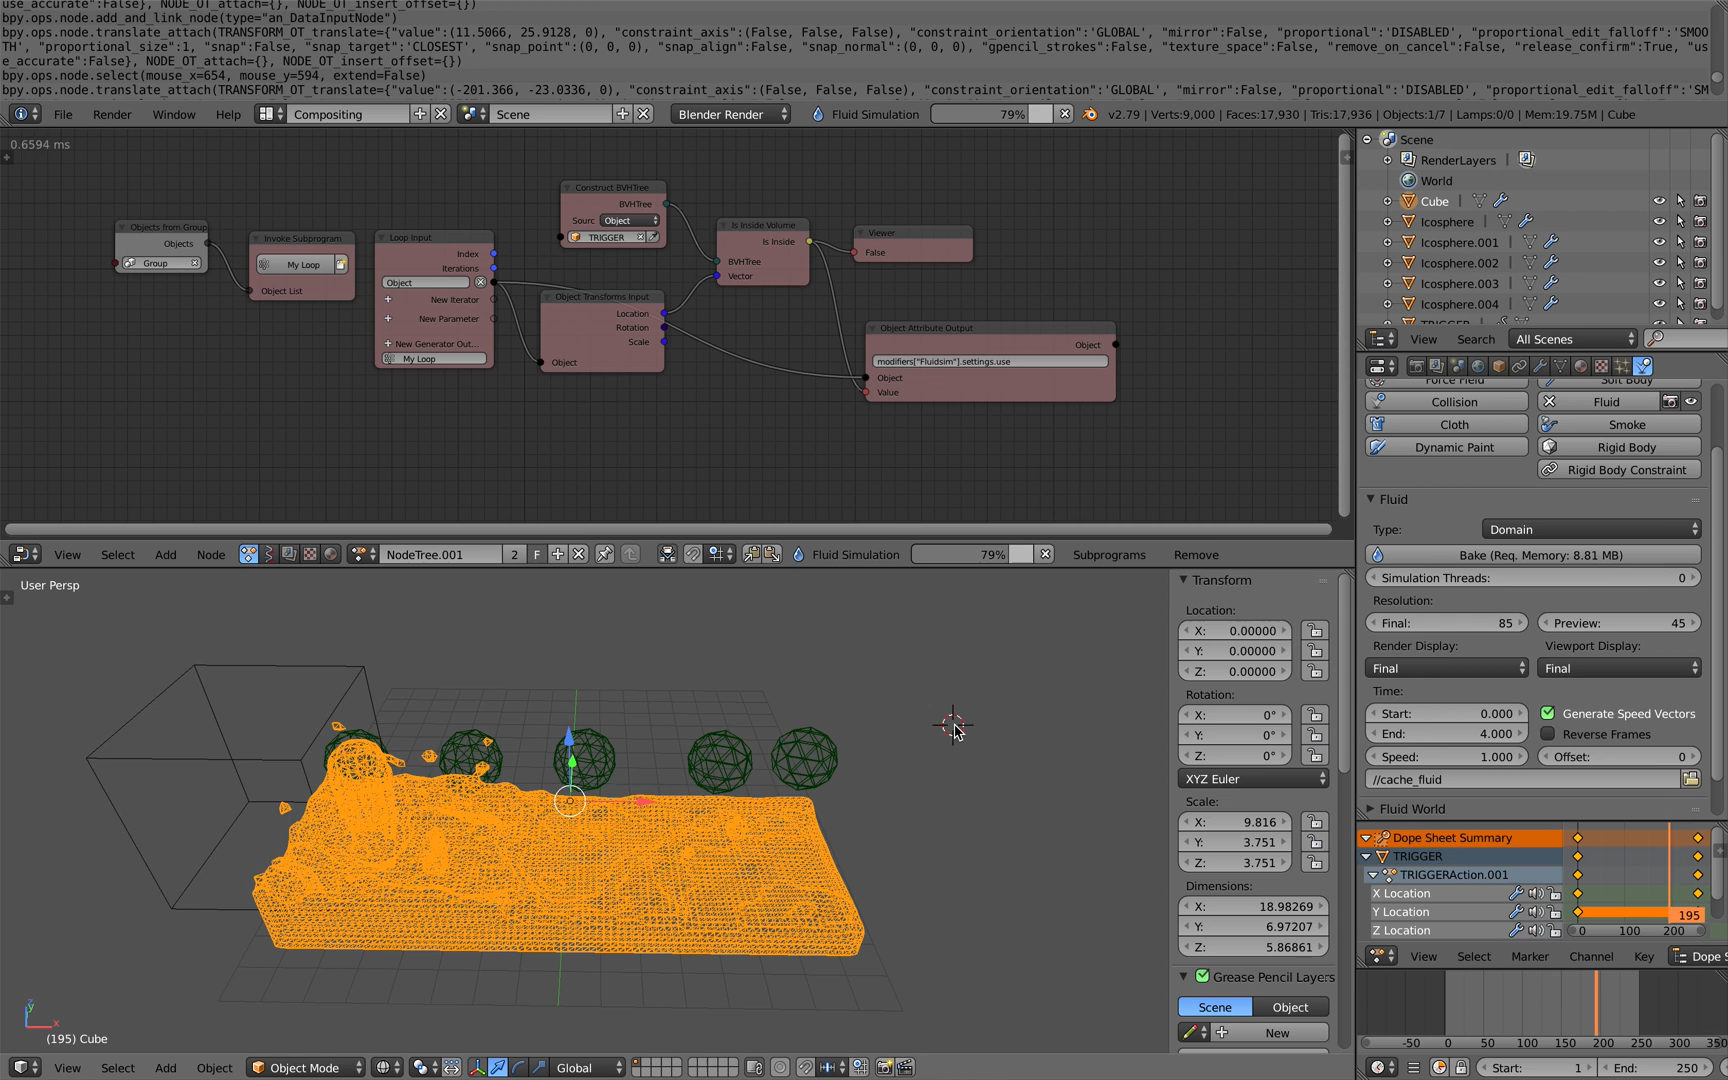 use_accurate":False}, NODE_OT_attach={}, NODE_OT_insert_offset={})
bpy.ops.node.add_and_link_node(type="an_DataInputNode")
bpy.ops.node.translate_attach(TRANSFORM_OT_translate={"value":(11.5066, 25.9128, 0), "constraint_axis":(False, False, False), "constraint_orientation":'GLOBAL', "mirror":False, "proportional":'DISABLED', "proportional_edit_falloff":'SMOO
TH', "proportional_size":1, "snap":False, "snap_target":'CLOSEST', "snap_point":(0, 0, 0), "snap_align":False, "snap_normal":(0, 0, 0), "gpencil_strokes":False, "texture_space":False, "remove_on_cancel":False, "release_confirm":True, "us
e_accurate":False}, NODE_OT_attach={}, NODE_OT_insert_offset={})
bpy.ops.node.select(mouse_x=654, mouse_y=594, extend=False)
bpy.ops.node.translate_attach(TRANSFORM_OT_translate={"value":(-201.366, -23.0336, 0), "constraint_axis":(False, False, False), "constraint_orientation":'GLOBAL', "mirror":False, "proportional":'DISABLED', "proportional_edit_falloff":'SM
File Render Window Help Compositing Scene Blender Render Fluid Simulation 79% v2.79 | Verts:9,000 | Faces:17,930 | Tris:17,936 | Objects:1/7 | Lamps:0/0 | Mem:19.75M | Cube
0.6594 ms
Objects from Group
Objects
Group
Invoke Subprogram
My Loop
Object List
Loop Input
Index
Iterations
Object
New Iterator
New Parameter
New Generator Out...
My Loop
Construct BVHTree
BVHTree
Sourc Object
TRIGGER
Object Transforms Input
Location
Rotation
Scale
Object
Is Inside Volume
Is Inside
BVHTree
Vector
Viewer
False
Object Attribute Output
Object
modifiers["Fluidsim"].settings.use
Object
Value
View Select Add Node NodeTree.001 2 F Fluid Simulation 79% Subprograms Remove
User Persp
(195) Cube
View Select Add Object Object Mode Global
Transform
Location:
X: 0.00000
Y: 0.00000
Z: 0.00000
Rotation:
X: 0°
Y: 0°
Z: 0°
XYZ Euler
Scale:
X: 9.816
Y: 3.751
Z: 3.751
Dimensions:
X: 18.98269
Y: 6.97207
Z: 5.86861
Grease Pencil Layers
Scene Object
New
Scene
RenderLayers
World
Cube
Icosphere
Icosphere.001
Icosphere.002
Icosphere.003
Icosphere.004
TRIGGER
View Search All Scenes
Force Field Soft Body
Collision Fluid
Cloth Smoke
Dynamic Paint Rigid Body
Rigid Body Constraint
Fluid
Type: Domain
Bake (Req. Memory: 8.81 MB)
Simulation Threads: 0
Resolution:
Final: 85 Preview: 45
Render Display: Viewport Display:
Final Final
Time:
Start: 0.000 Generate Speed Vectors
End: 4.000 Reverse Frames
Speed: 1.000 Offset: 0
//cache_fluid
Fluid World
Dope Sheet Summary
TRIGGER
TRIGGERAction.001
X Location
Y Location 195
Z Location 0 100 200
View Select Marker Channel Key Dope S
-50 0 50 100 150 200 250 300 350
Start: 1 End: 250